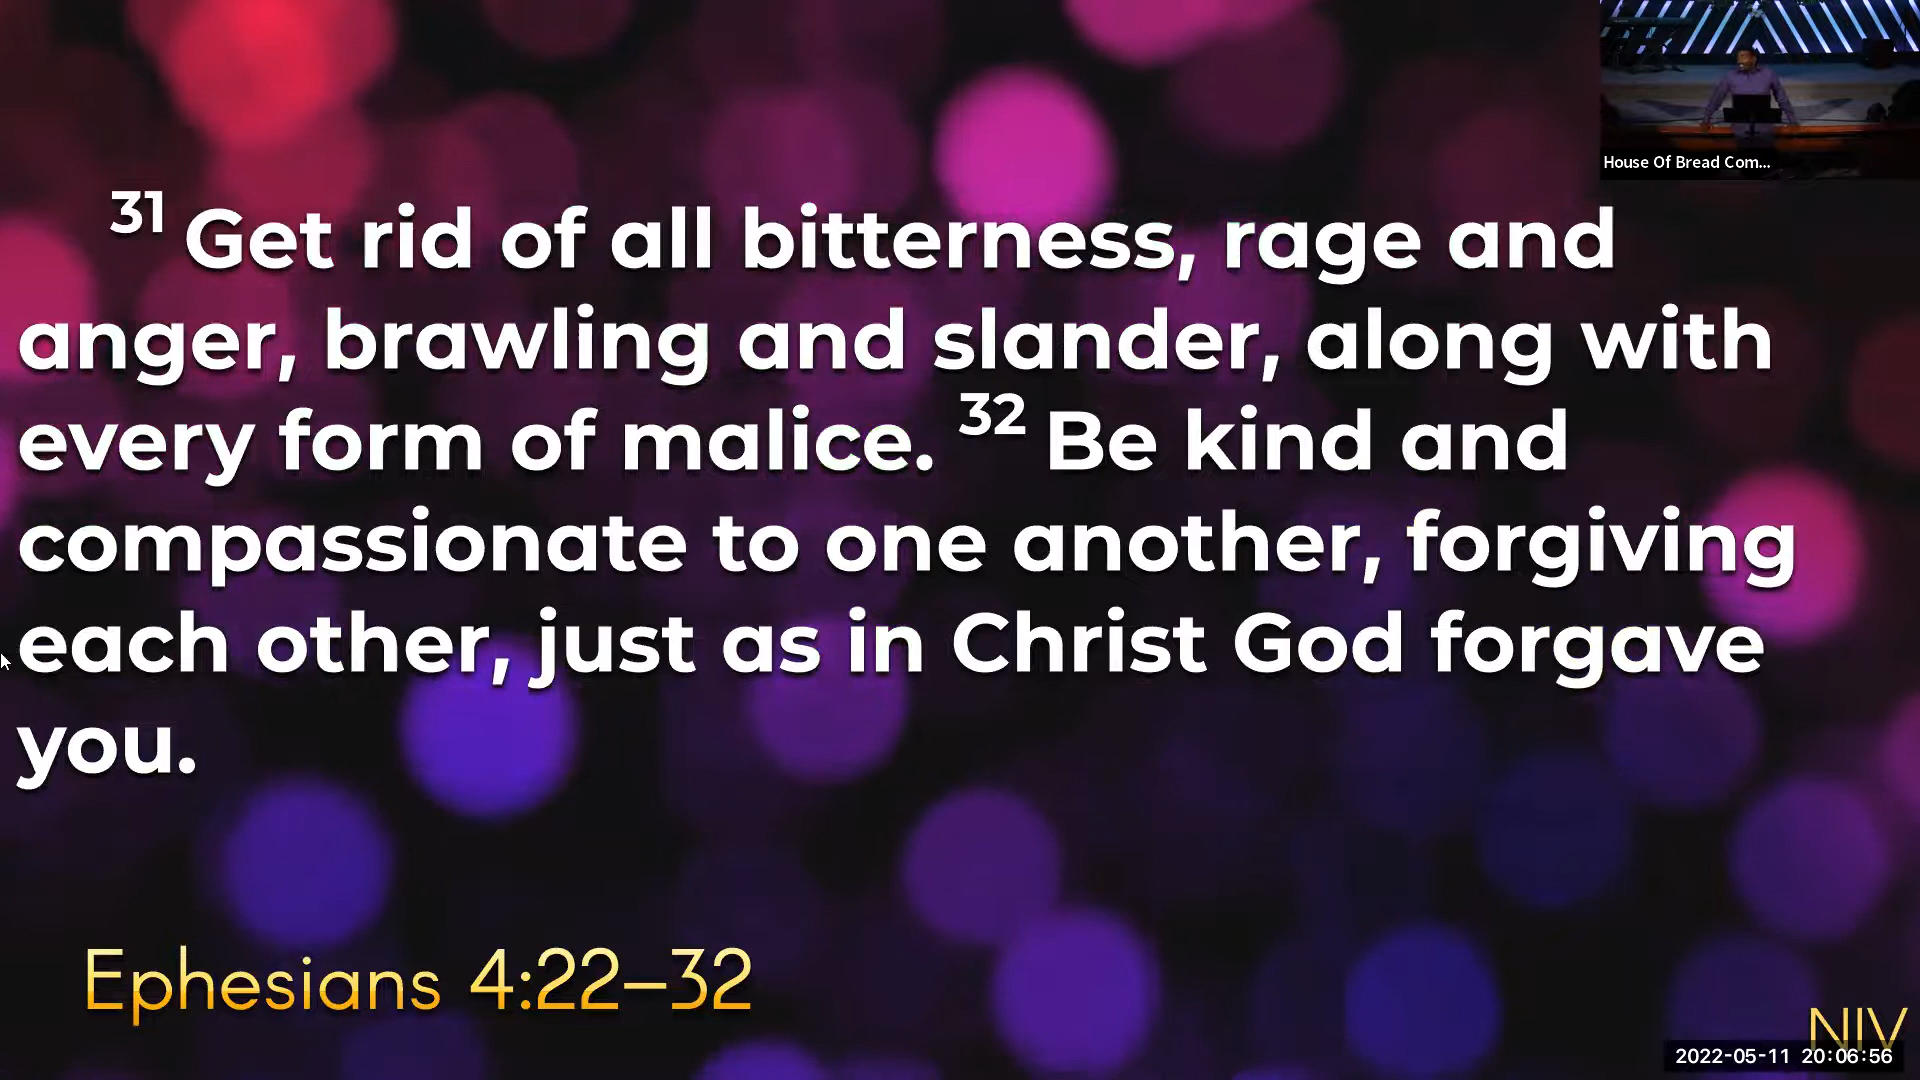 House Of Bread Com...
31 Get rid of all bitterness, rage and
anger, brawling and slander, along with
every form of malice. 32 Be kind and
compassionate to one another, forgiving
each other, just as in Christ God forgave
you.
Ephesians 4:22–32
NIV
2022-05-11 20:06:56